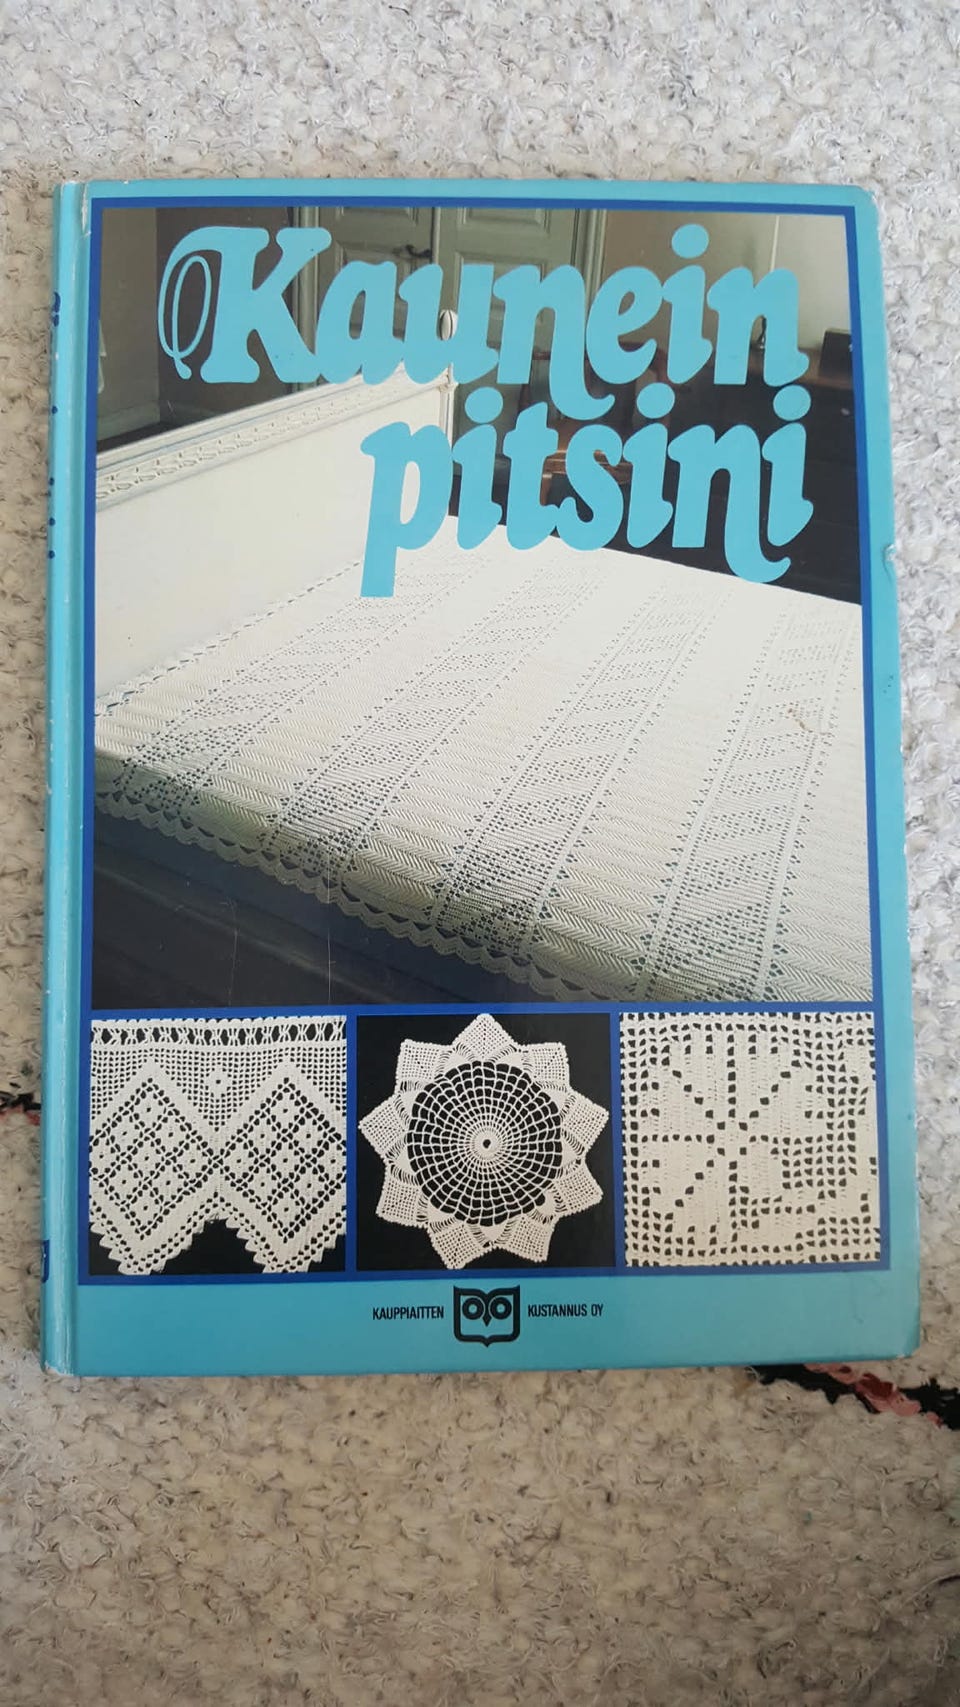 Kaunein
pitsini
KAUPPIAITTEN KUSTANNUS OY